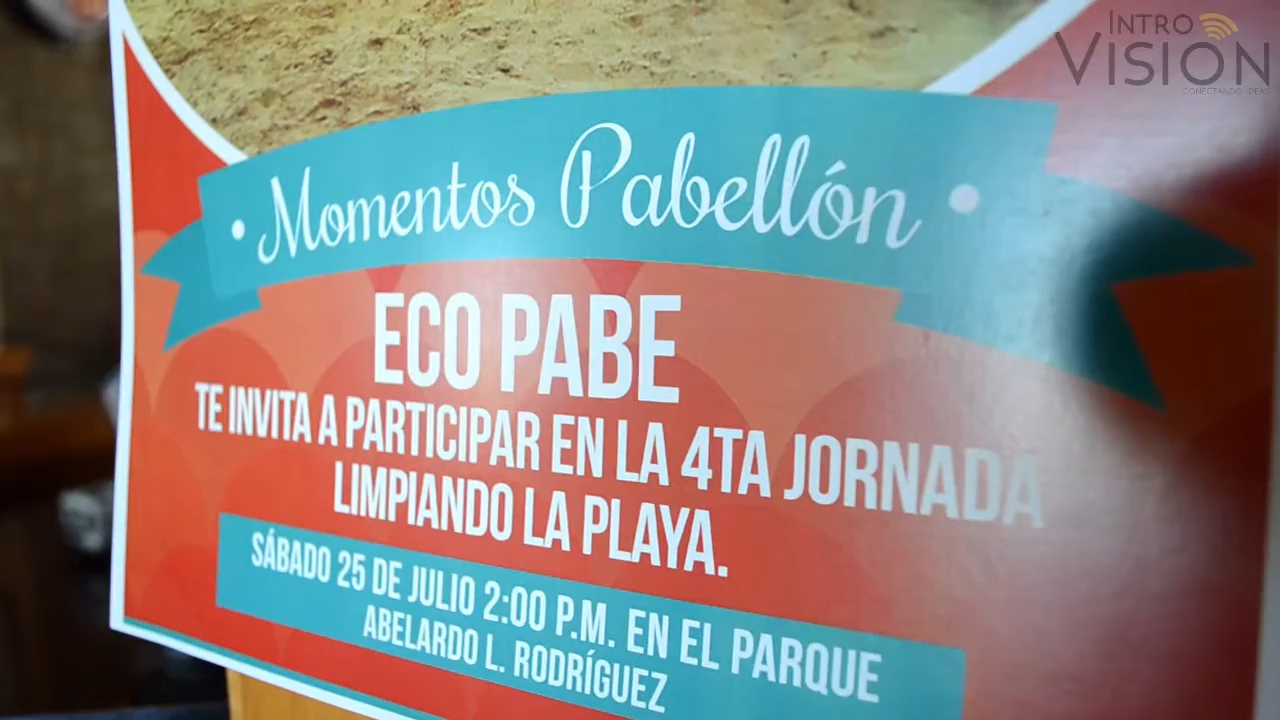 INTRO
VISION
CONECTANDO IDEAS
• Momentos Pabellón •
ECO PABE
TE INVITA A PARTICIPAR EN LA 4TA JORNADA
LIMPIANDO LA PLAYA.
SÁBADO 25 DE JULIO 2:00 P.M. EN EL PARQUE
ABELARDO L. RODRÍGUEZ